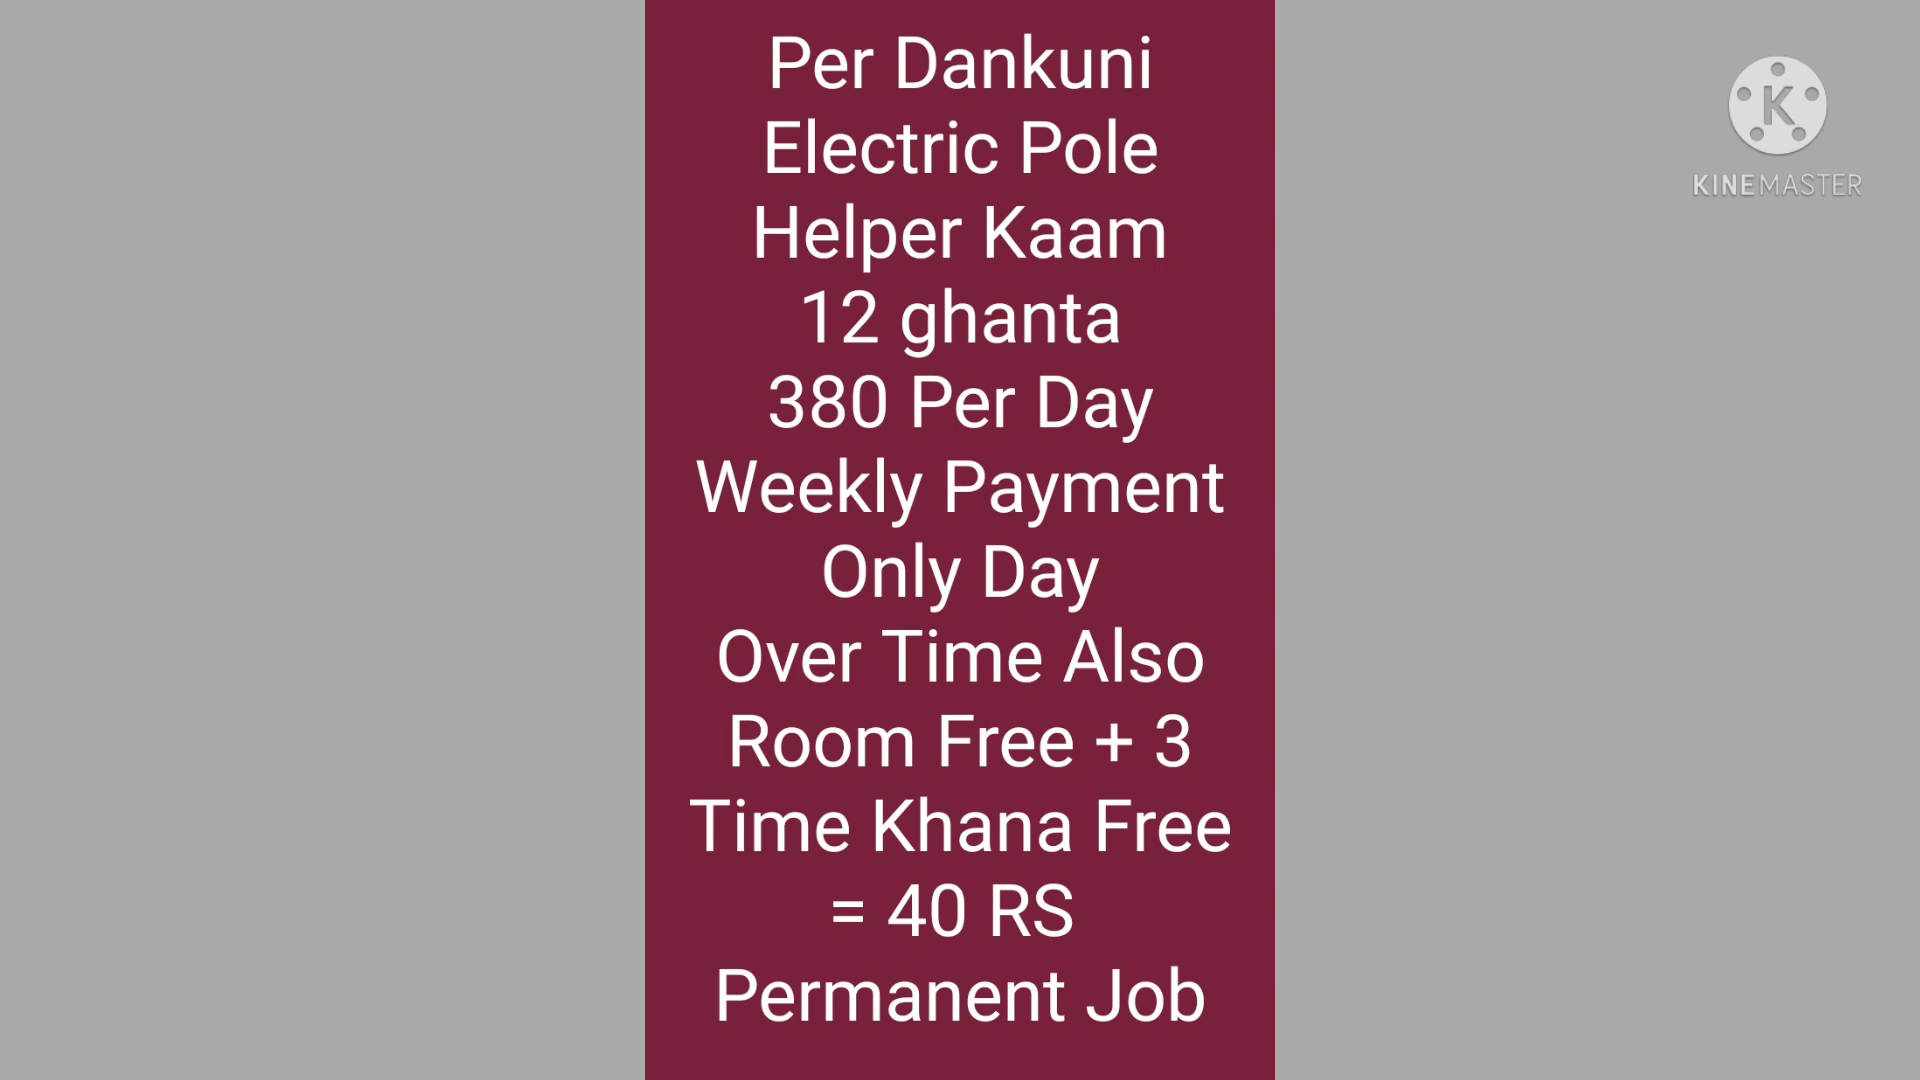 Per Dankuni
Electric Pole
Helper Kaam
12 ghanta
380 Per Day
Weekly Payment
Only Day
Over Time Also
Room Free + 3
Time Khana Free
= 40 RS
Permanent Job
K
KINEMASTER